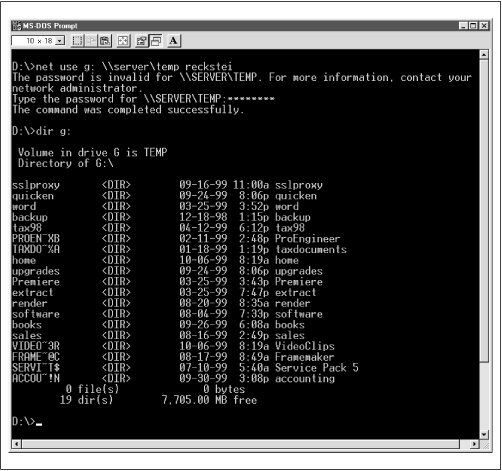 MS-DOS Prompt
10 x 18
A
D:\>net use g: \\server\temp reckstei
The password is invalid for \\SERVER\TEMP. For more information, contact your
network administrator.
Type the password for \\SERVER\TEMP:********
The command was completed successfully.
D:\>dir g:
Volume in drive G is TEMP
Directory of G:\
sslproxy <DIR> 09-16-99 11:00a sslproxy
quicken <DIR> 09-24-99 8:06p quicken
word <DIR> 03-25-99 3:52p word
backup <DIR> 12-18-98 1:15p backup
tax98 <DIR> 04-12-99 6:12p tax98
PROEN~XB <DIR> 02-11-99 2:48p ProEngineer
TAXDO~%A <DIR> 01-18-99 1:19p taxdocuments
home <DIR> 10-06-99 8:19a home
upgrades <DIR> 09-24-99 8:06p upgrades
Premiere <DIR> 03-25-99 3:43p Premiere
extract <DIR> 03-25-99 7:47p extract
render <DIR> 08-20-99 8:35a render
software <DIR> 08-04-99 7:33p software
books <DIR> 09-26-99 6:08a books
sales <DIR> 08-16-99 2:49p sales
VIDEO~3R <DIR> 10-06-99 8:19a VideoClips
FRAME~@C <DIR> 08-17-99 8:49a Framemaker
SERVI~T$ <DIR> 07-10-99 5:40a Service Pack 5
ACCOU~!N <DIR> 09-30-99 3:08p accounting
0 file(s) 0 bytes
19 dir(s) 7,705.00 MB free
D:\>_